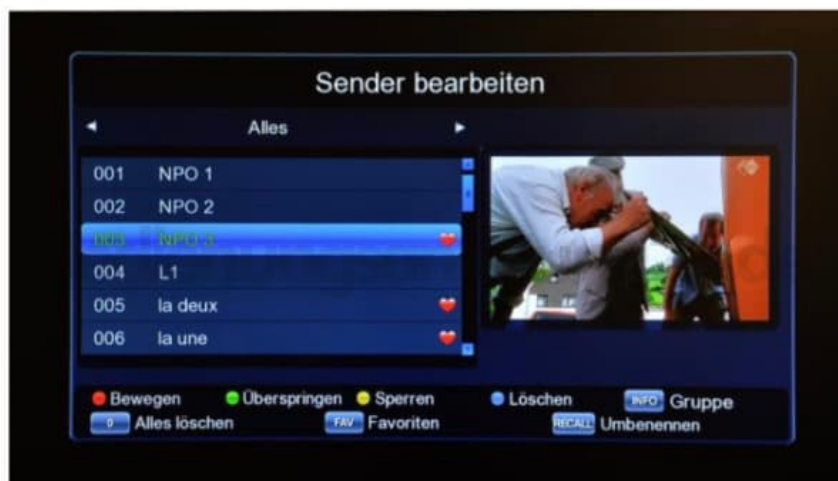 Sender bearbeiten
Alles
001 NPO 1
002 NPO 2
003 NPO 3
004 L1
005 la deux
006 la une
Bewegen Überspringen Sperren Löschen INFO Gruppe
0 Alles löschen FAV Favoriten RECALL Umbenennen